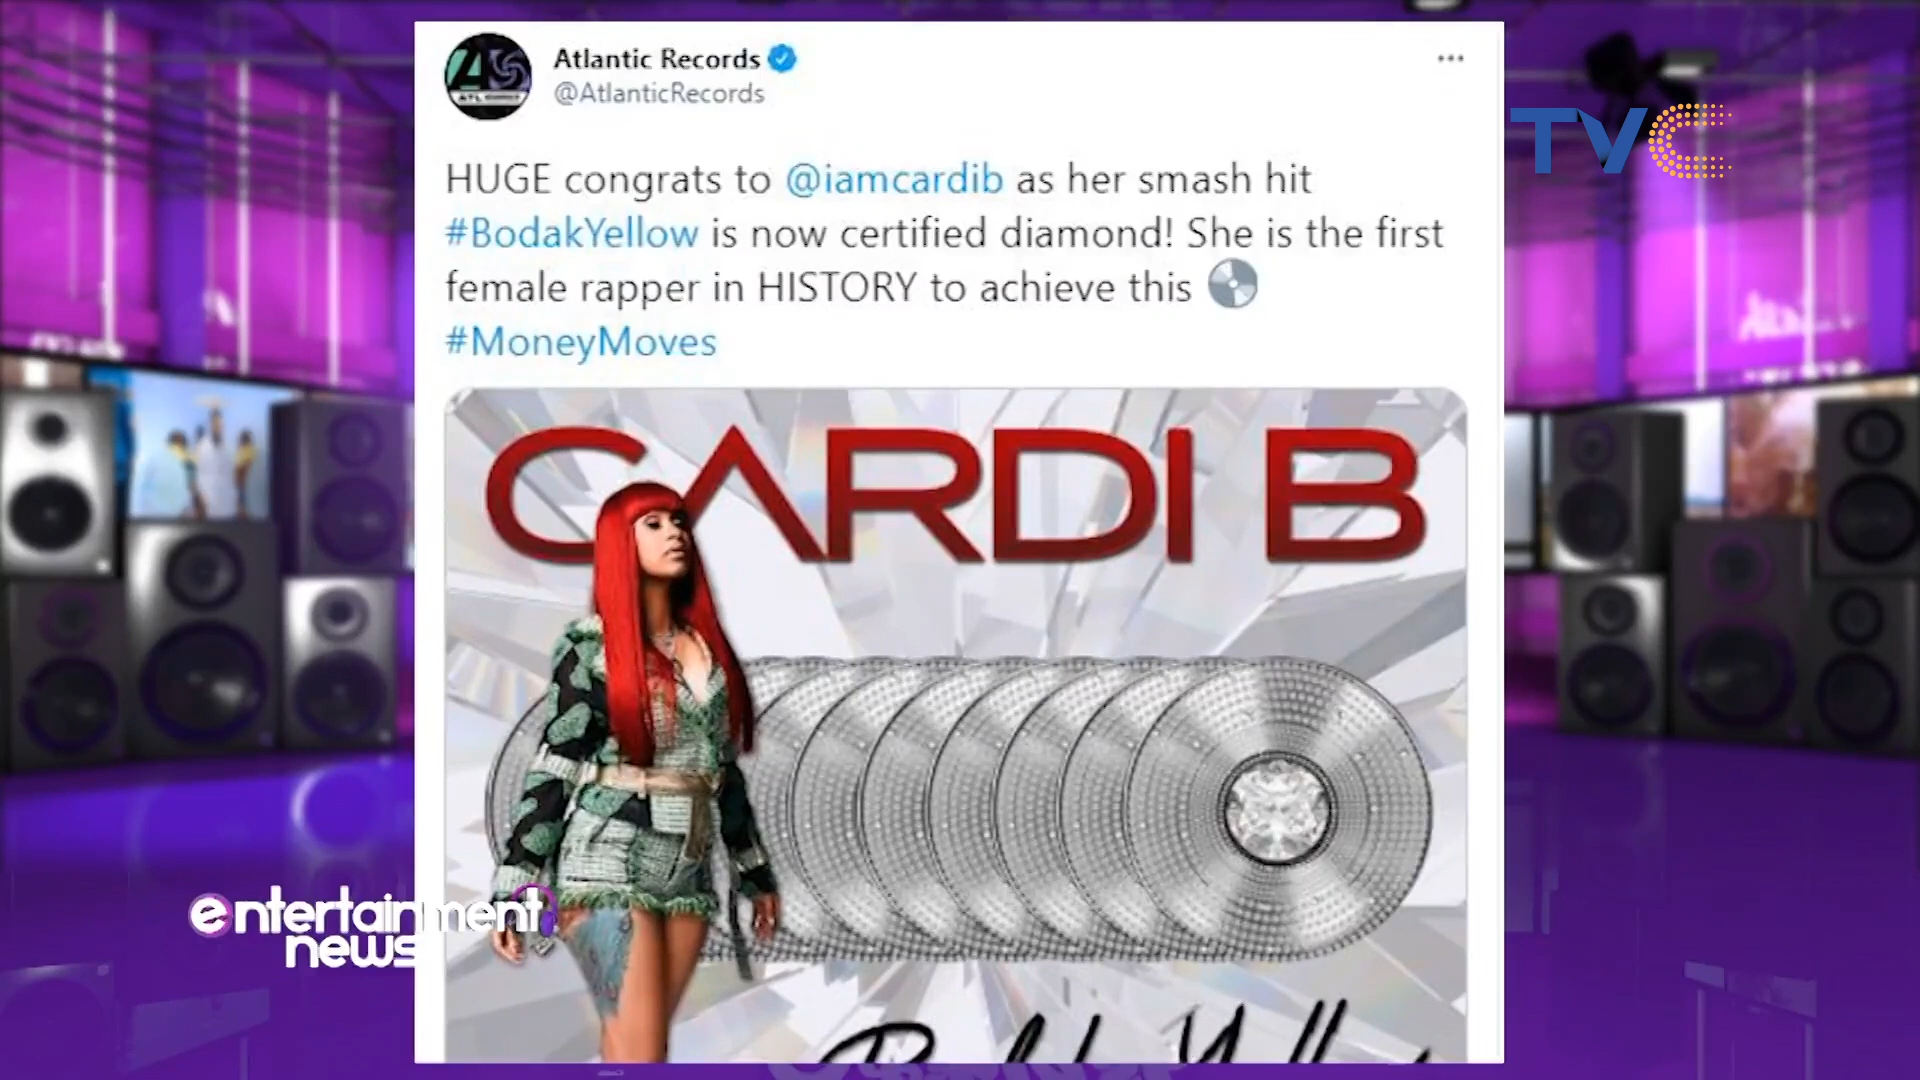 Atlantic Records
@AtlanticRecords
TVC
HUGE congrats to @iamcardib as her smash hit
#BodakYellow is now certified diamond! She is the first
female rapper in HISTORY to achieve this
#MoneyMoves
CARDI B
entertainment
news